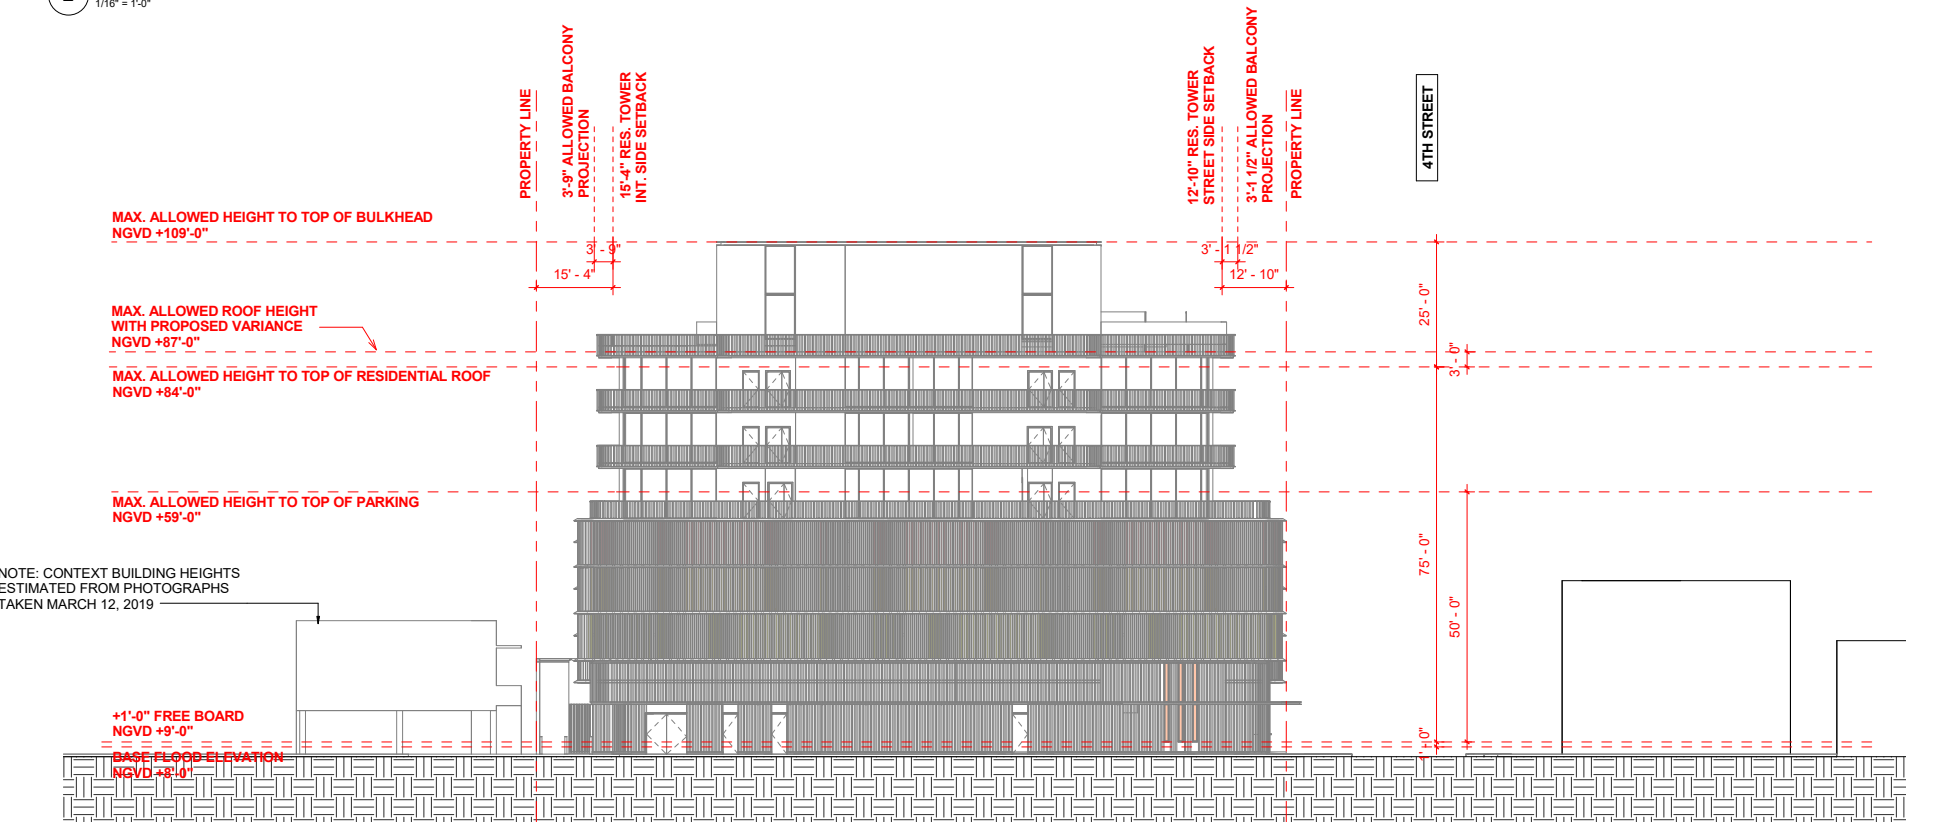 1/16" = 1'-0"
PROPERTY LINE
3'-9" ALLOWED BALCONY
PROJECTION
15'-4" RES. TOWER
INT. SIDE SETBACK
12'-10" RES. TOWER
STREET SIDE SETBACK
3'-1 1/2" ALLOWED BALCONY
PROJECTION
PROPERTY LINE
4TH STREET
MAX. ALLOWED HEIGHT TO TOP OF BULKHEAD
NGVD +109'-0"
3' - 9"
15' - 4"
3' - 1 1/2"
12' - 10"
25' - 0"
MAX. ALLOWED ROOF HEIGHT
WITH PROPOSED VARIANCE
NGVD +87'-0"
3' - 0"
MAX. ALLOWED HEIGHT TO TOP OF RESIDENTIAL ROOF
NGVD +84'-0"
MAX. ALLOWED HEIGHT TO TOP OF PARKING
NGVD +59'-0"
75' - 0"
50' - 0"
NOTE: CONTEXT BUILDING HEIGHTS
ESTIMATED FROM PHOTOGRAPHS
TAKEN MARCH 12, 2019
+1'-0" FREE BOARD
NGVD +9'-0"
BASE FLOOD ELEVATION
NGVD +8'-0"